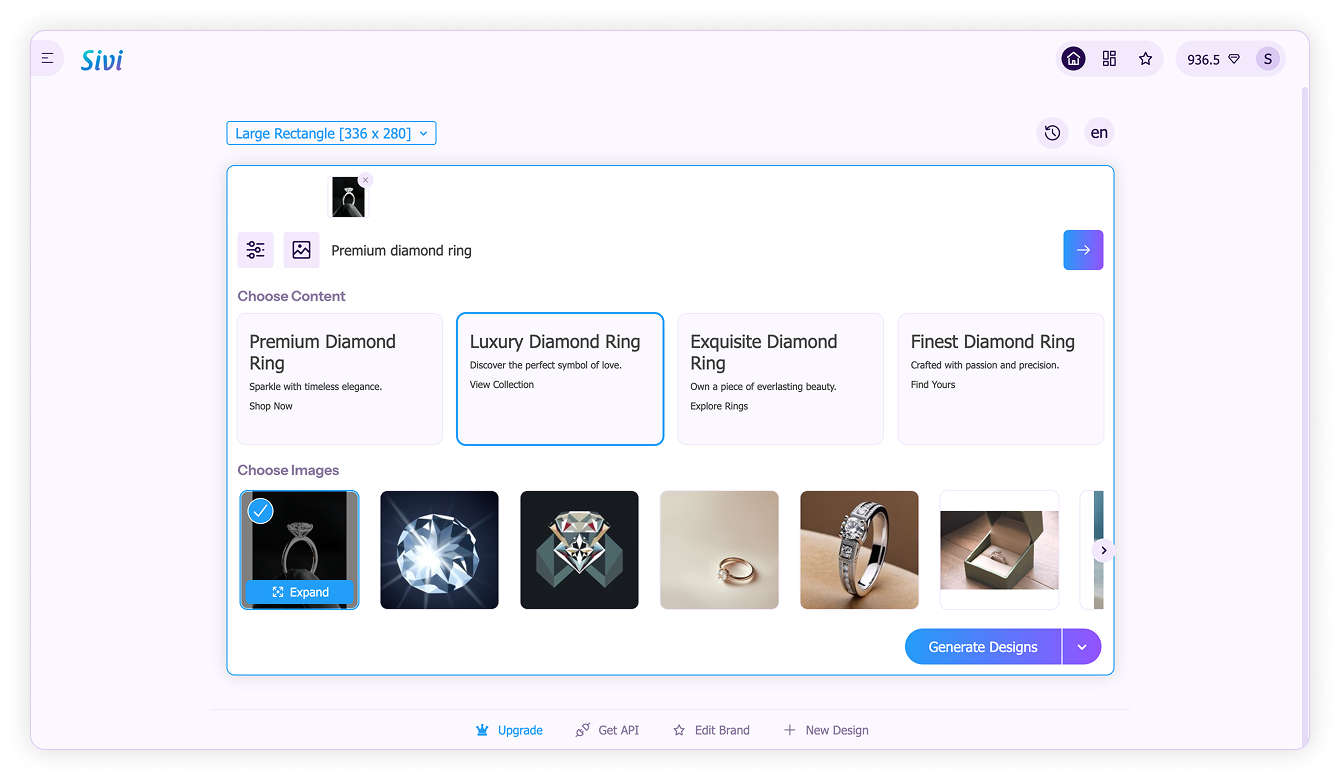 Sivi
936.5
S
Large Rectangle [336 x 280]
en
Premium diamond ring
Choose Content
Premium Diamond
Ring
Sparkle with timeless elegance.
Shop Now
Luxury Diamond Ring
Discover the perfect symbol of love.
View Collection
Exquisite Diamond
Ring
Own a piece of everlasting beauty.
Explore Rings
Finest Diamond Ring
Crafted with passion and precision.
Find Yours
Choose Images
Expand
Generate Designs
Upgrade
Get API
Edit Brand
New Design